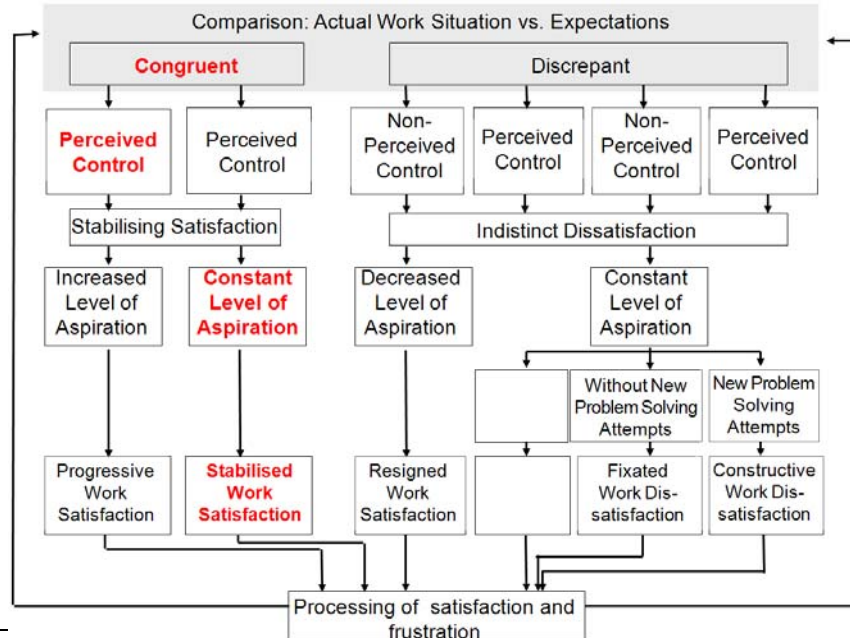 Comparison: Actual Work Situation vs. Expectations
Congruent
Discrepant
Perceived
Control
Perceived
Control
Non-
Perceived
Control
Perceived
Control
Non-
Perceived
Control
Perceived
Control
Stabilising Satisfaction
Indistinct Dissatisfaction
Increased
Level of
Aspiration
Constant
Level of
Aspiration
Decreased
Level of
Aspiration
Constant
Level of
Aspiration
Without New
Problem Solving
Attempts
New Problem
Solving
Attempts
Progressive
Work
Satisfaction
Stabilised
Work
Satisfaction
Resigned
Work
Satisfaction
Fixated
Work Dis-
satisfaction
Constructive
Work Dis-
satisfaction
Processing of satisfaction and
frustration